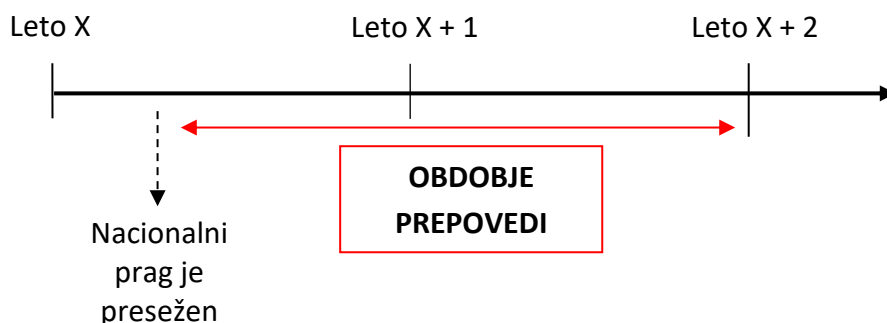 Leto X
Leto X + 1
Leto X + 2
OBDOBJE
PREPOVEDI
Nacionalni
prag je
presežen